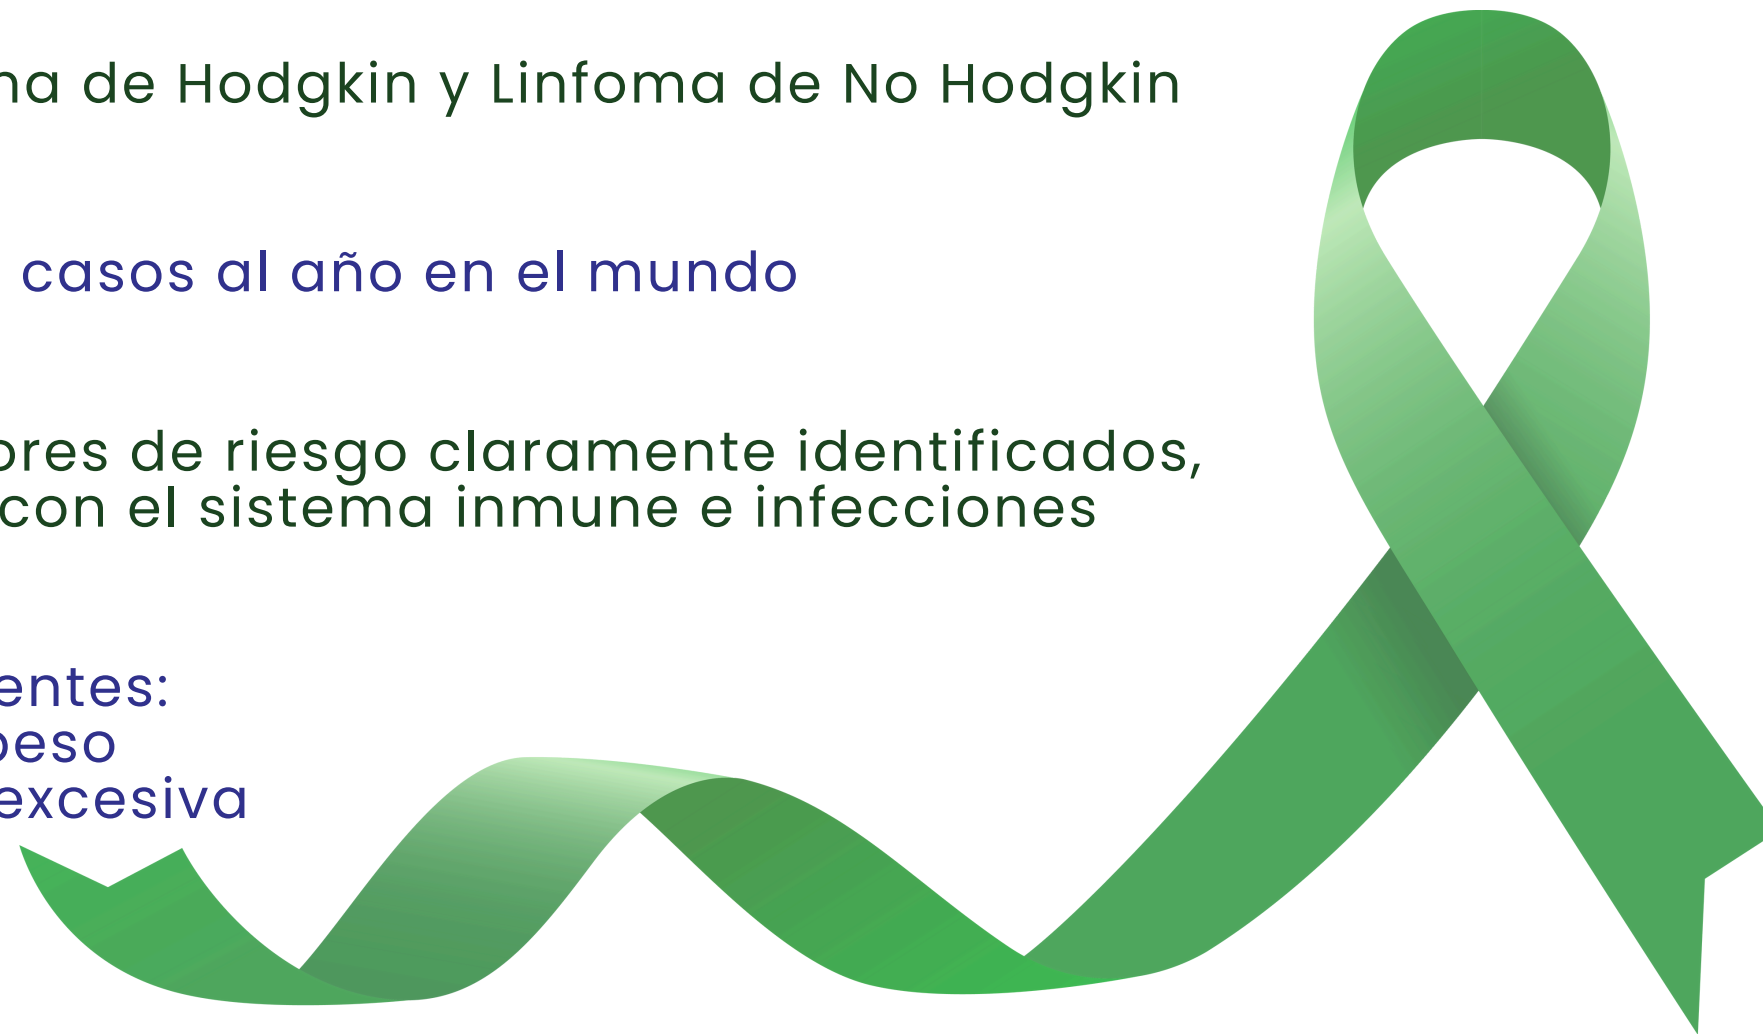 na de Hodgkin y Linfoma de No Hodgkin
casos al año en el mundo
ores de riesgo claramente identificados,
con el sistema inmune e infecciones
entes:
peso
excesiva